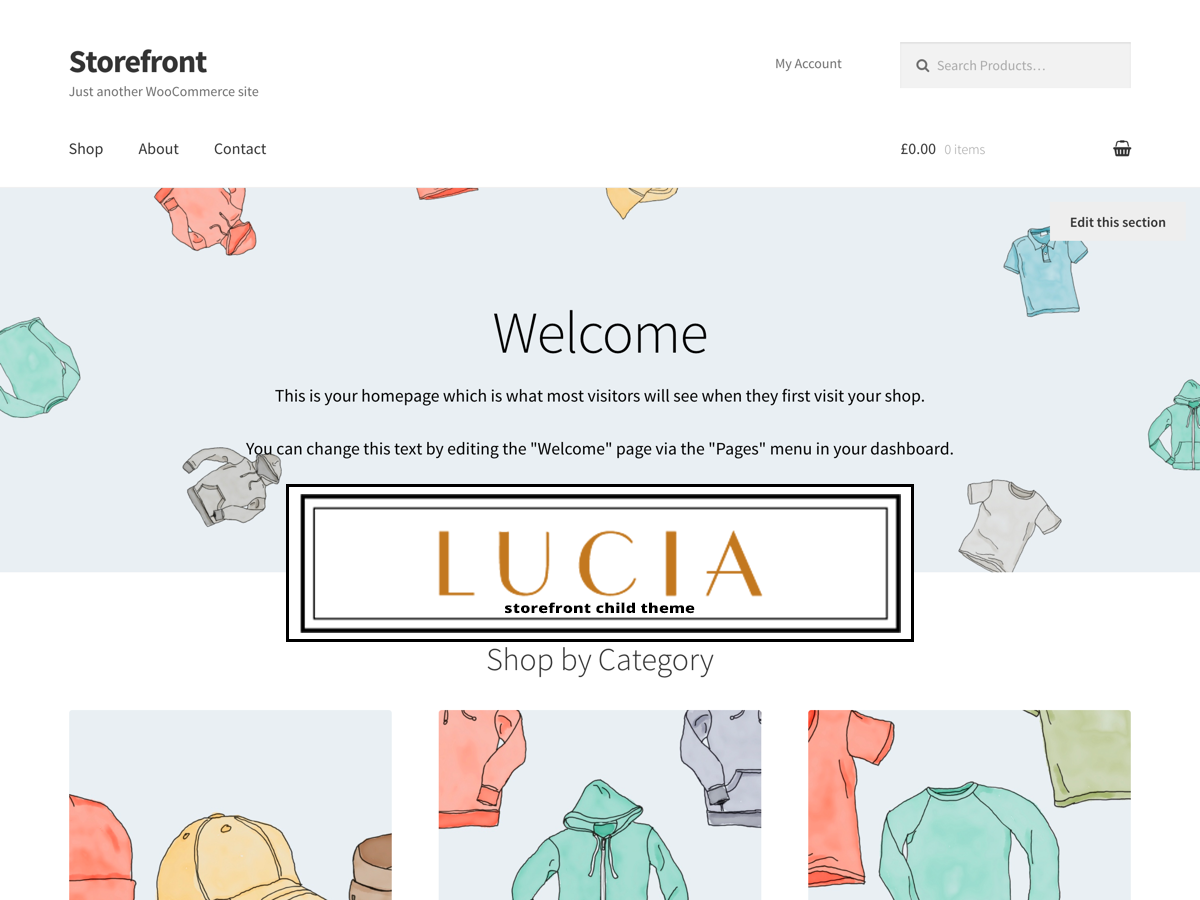 Storefront
Just another WooCommerce site
My Account
Search Products…
Shop About Contact
£0.00 0 items
Edit this section
Welcome
This is your homepage which is what most visitors will see when they first visit your shop.
You can change this text by editing the "Welcome" page via the "Pages" menu in your dashboard.
LUCIA
storefront child theme
Shop by Category